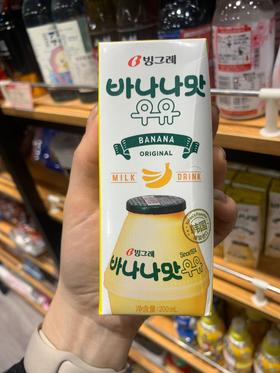 빙그레
바나나맛
우유
BANANA
ORIGINAL
MILK DRINK
빙그레
Since1974
바나나맛우유
净含量:200mL